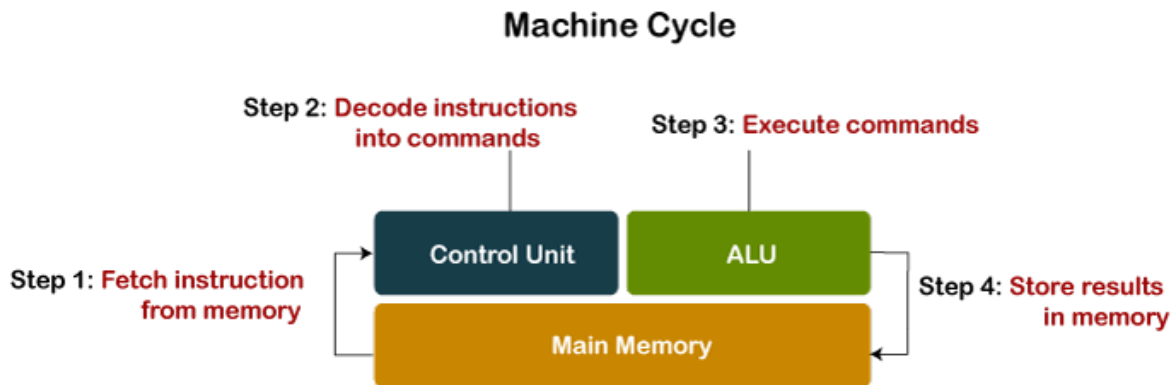 Machine Cycle
Step 2: Decode instructions
into commands
Step 3: Execute commands
Control Unit
ALU
Step 1: Fetch instruction
from memory
Step 4: Store results
in memory
Main Memory